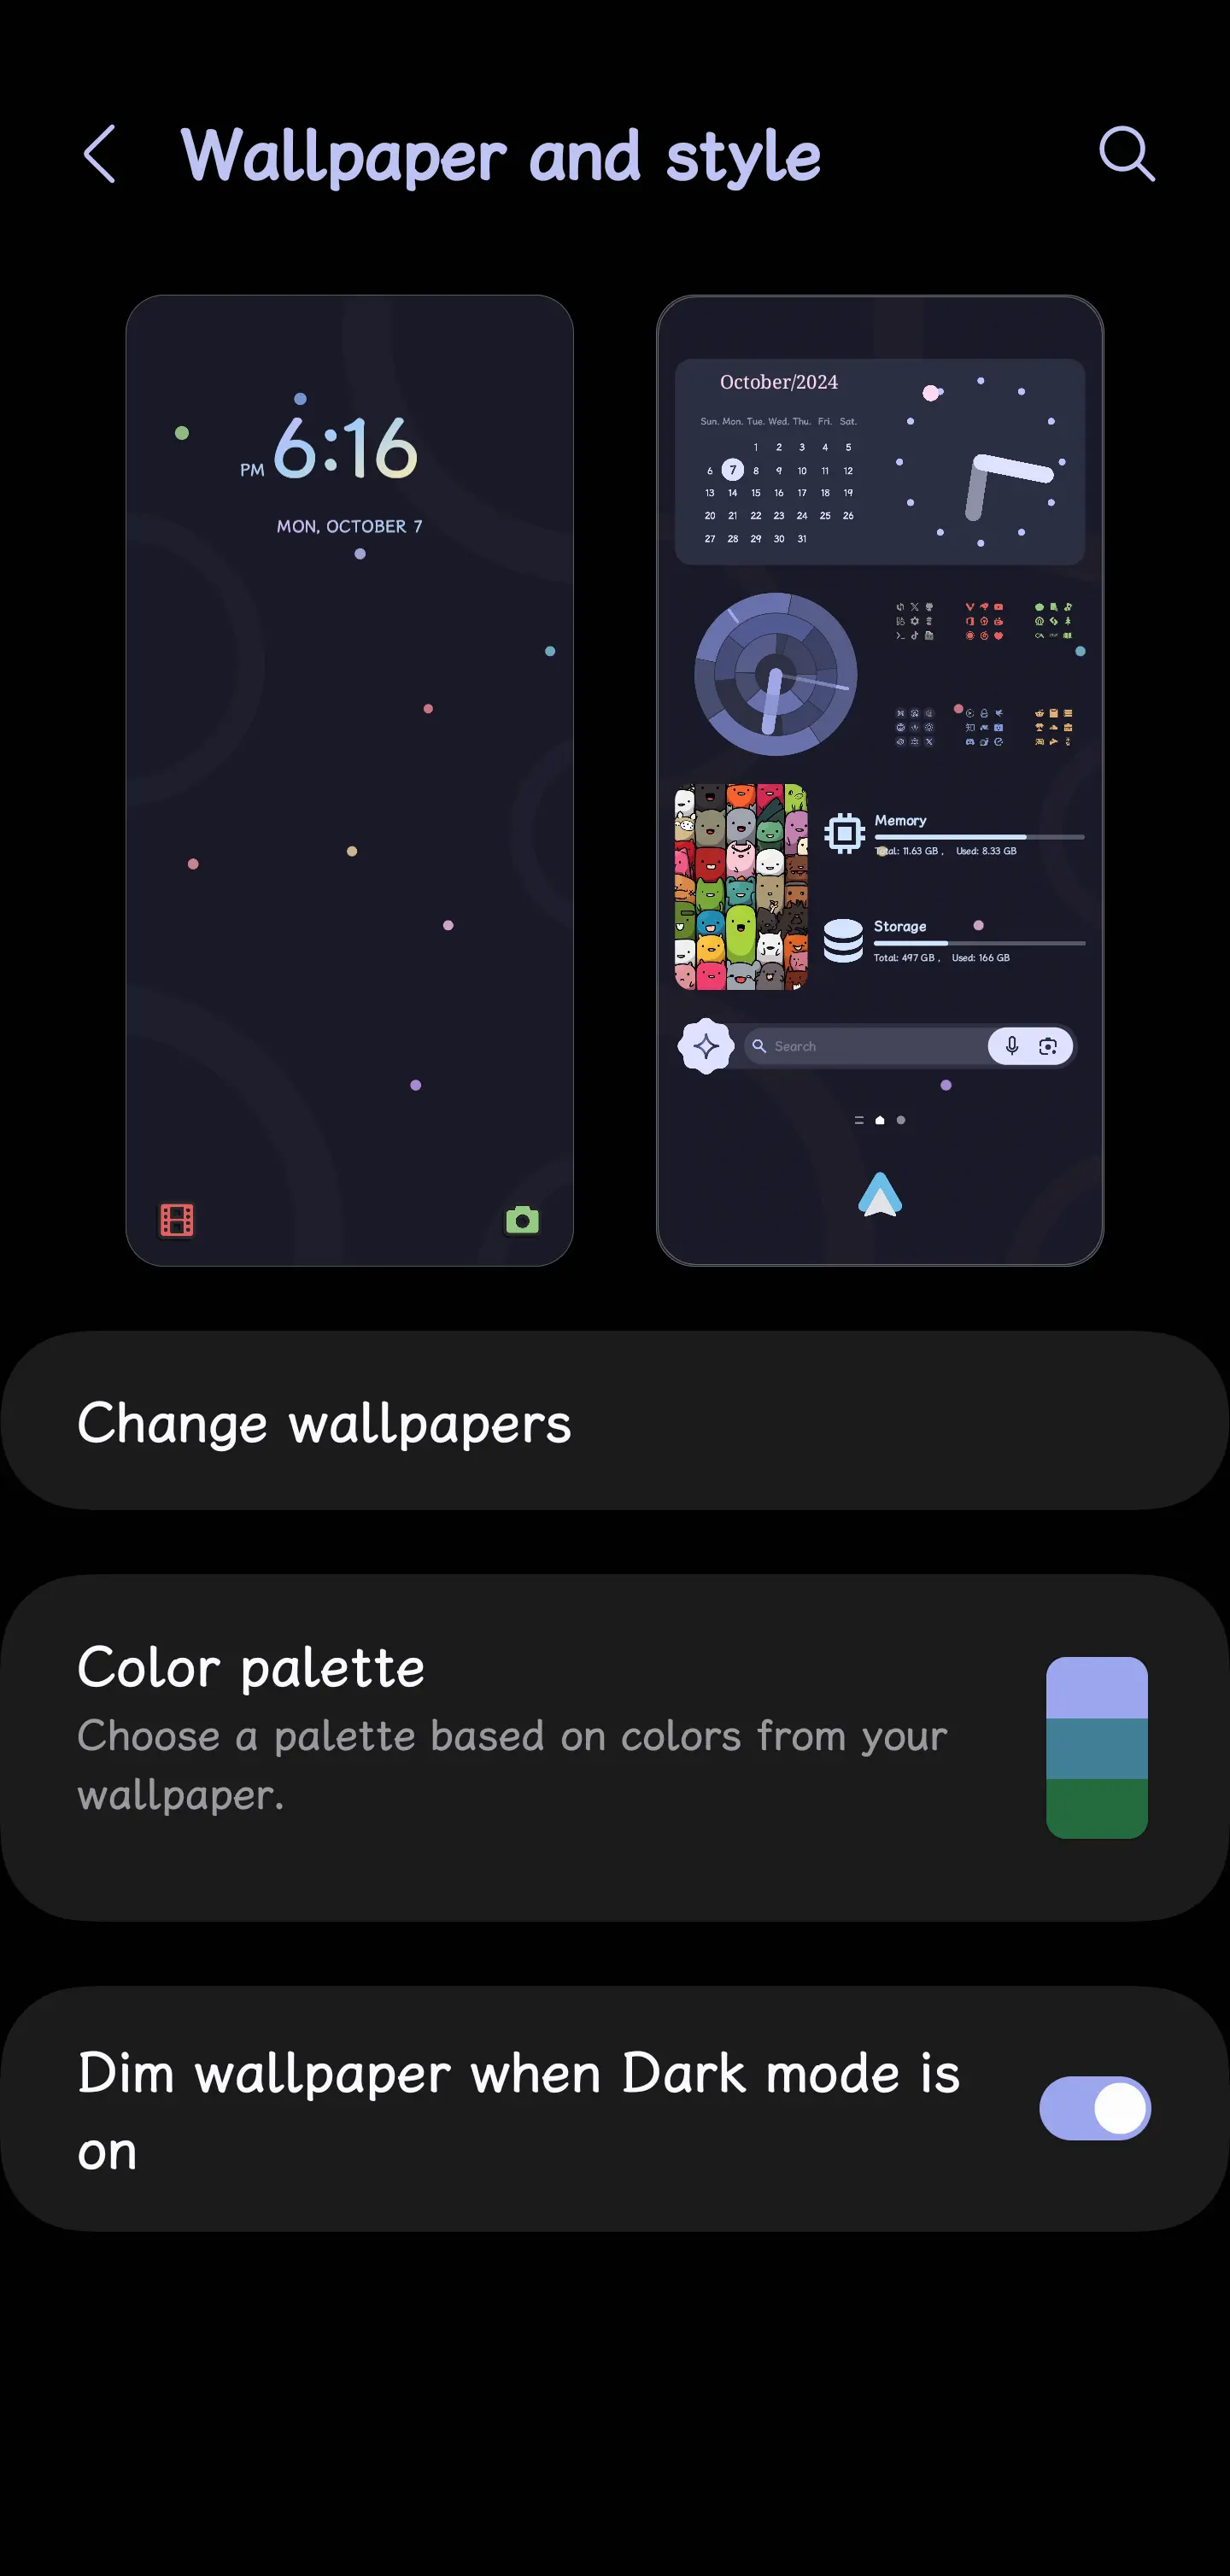 Wallpaper and style
PM 6:16
MON, OCTOBER 7
October/2024
Sun. Mon. Tue. Wed. Thu. Fri. Sat.
1 2 3 4 5
6 7 8 9 10 11 12
13 14 15 16 17 18 19
20 21 22 23 24 25 26
27 28 29 30 31
Memory
Total: 11.63 GB , Used: 8.33 GB
Storage
Total: 497 GB , Used: 166 GB
Search
Change wallpapers
Color palette
Choose a palette based on colors from your
wallpaper.
Dim wallpaper when Dark mode is
on